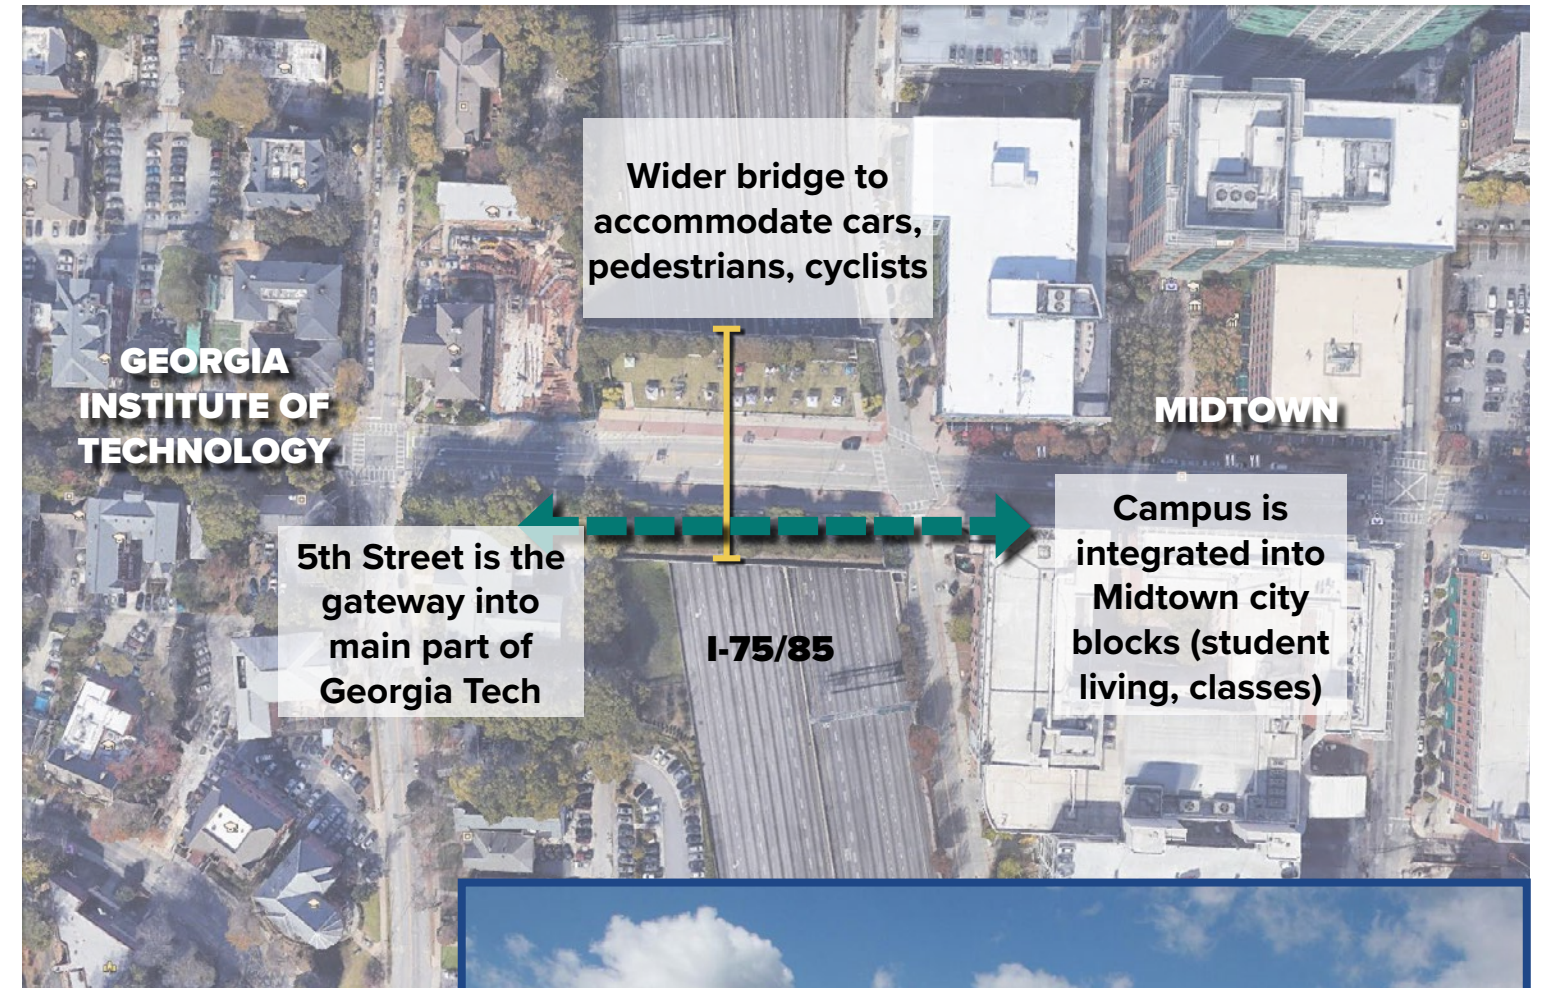 Wider bridge to
accommodate cars,
pedestrians, cyclists
GEORGIA
INSTITUTE OF
TECHNOLOGY
MIDTOWN
5th Street is the
gateway into
main part of
Georgia Tech
I-75/85
Campus is
integrated into
Midtown city
blocks (student
living, classes)